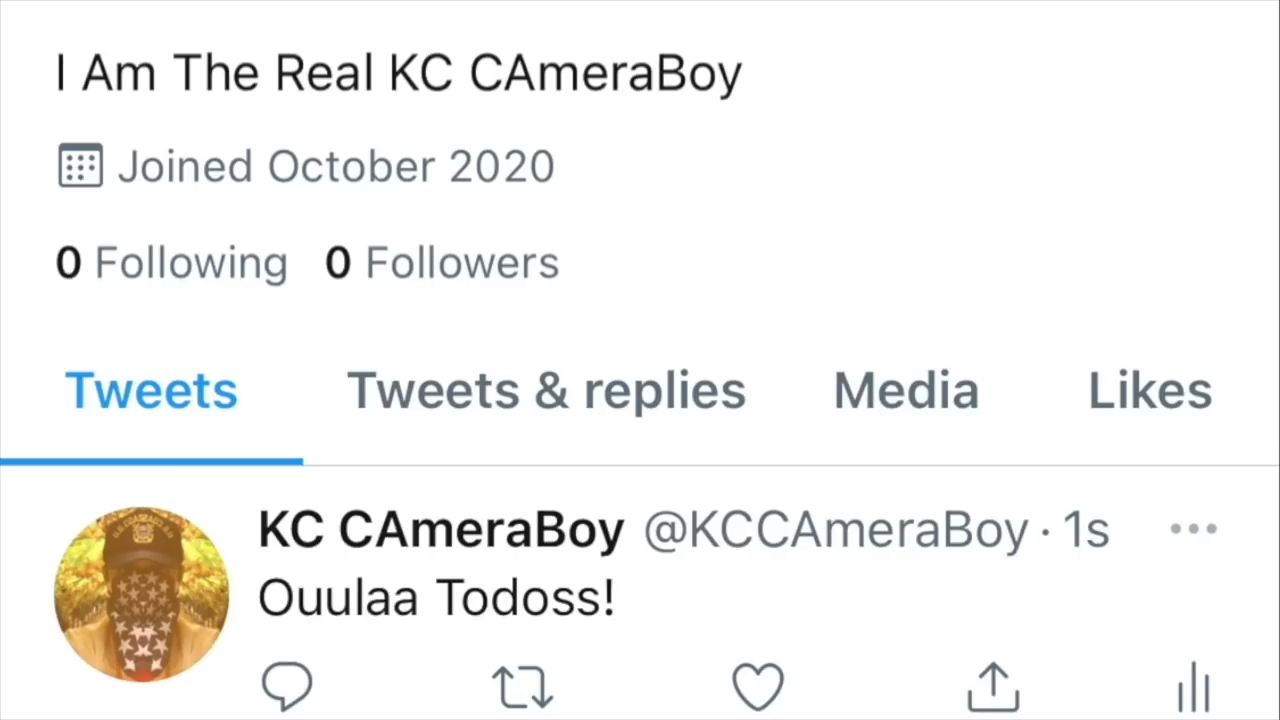 I Am The Real KC CAmeraBoy
Joined October 2020
0 Following 0 Followers
Tweets Tweets & replies Media Likes
KC CAmeraBoy @KCCAmeraBoy · 1s
Ouulaa Todoss!